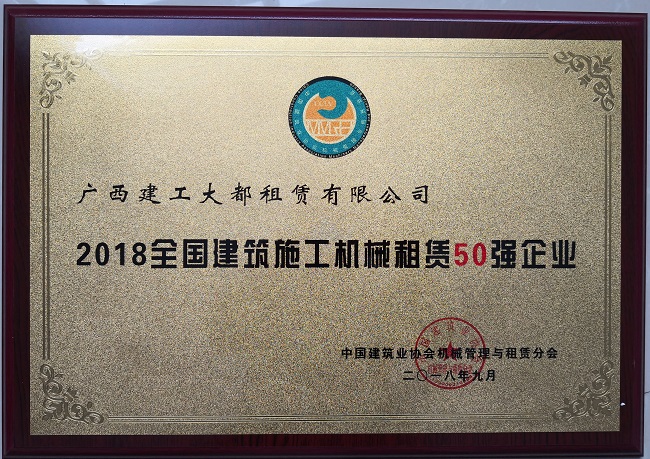 广西建工大都租赁有限公司
2018全国建筑施工机械租赁50强企业
中国建筑业协会机械管理与租赁分会
二〇一八年九月